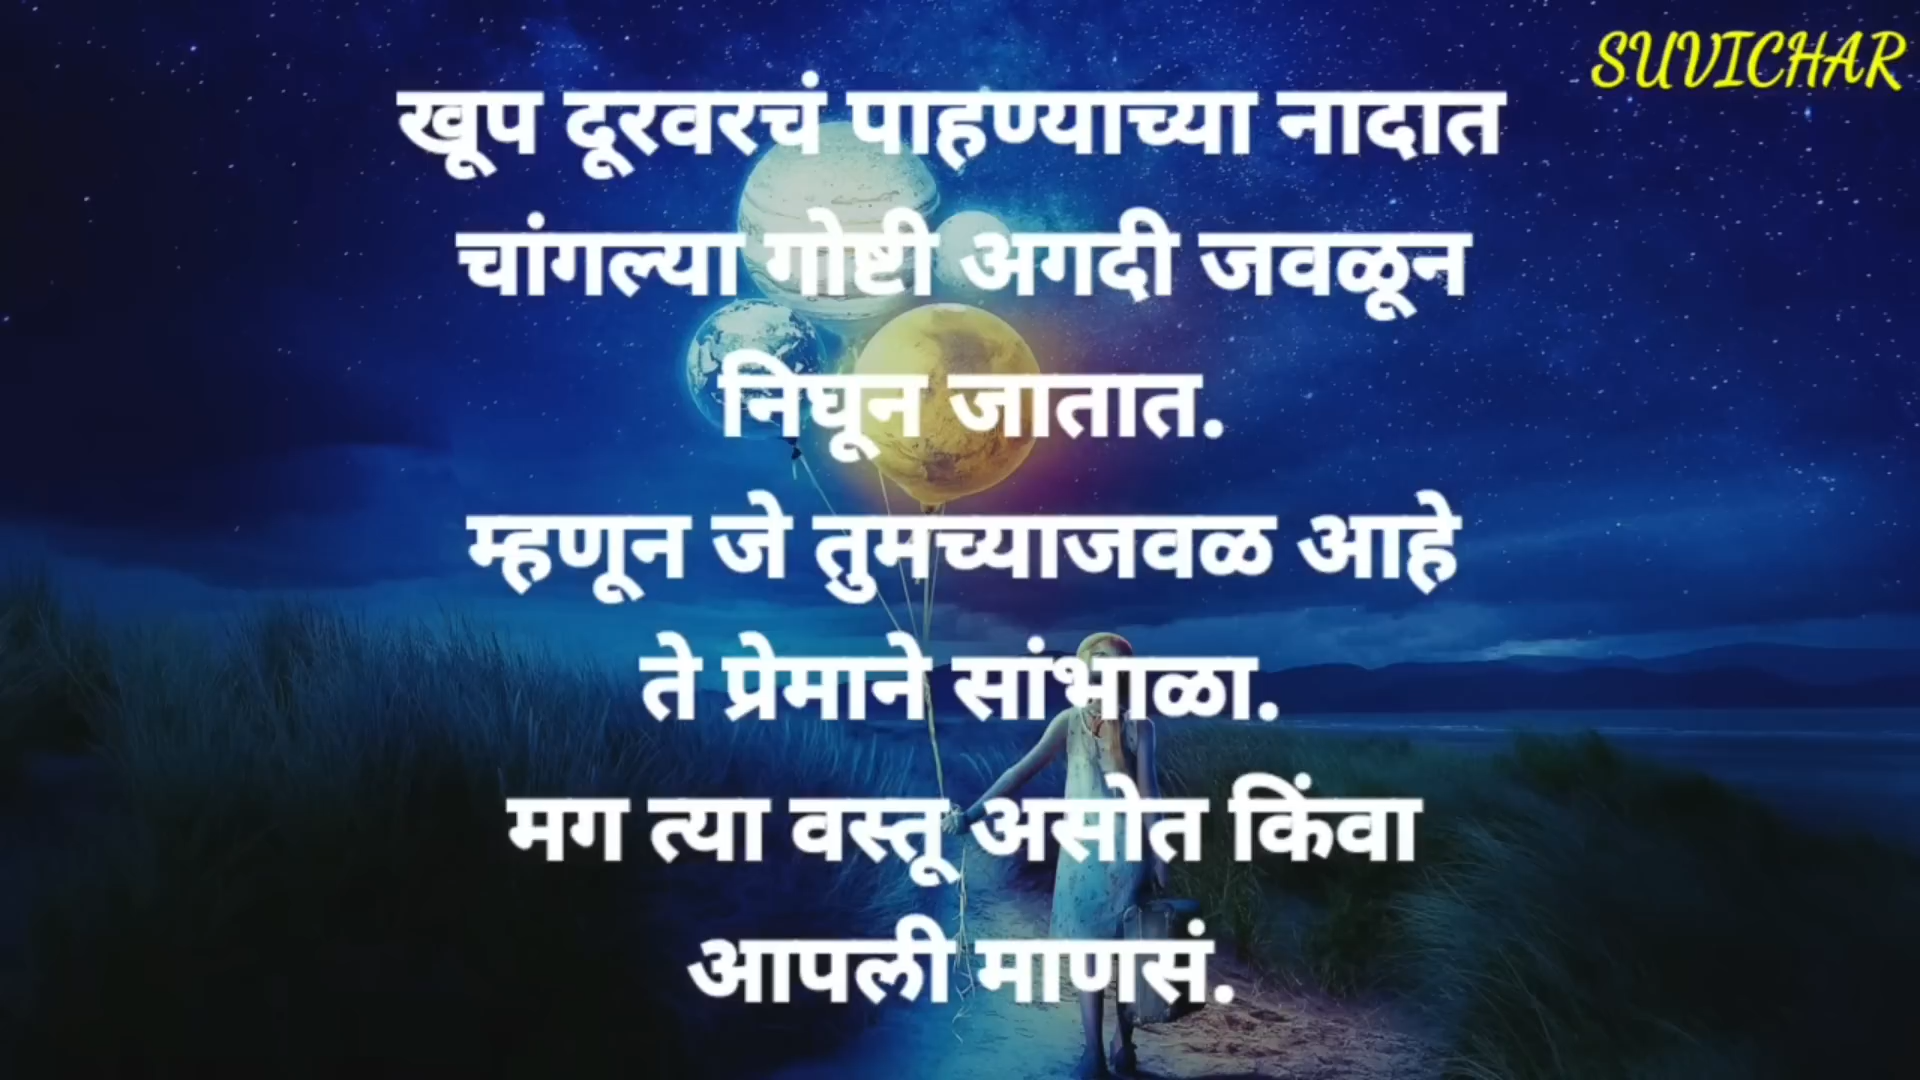 SUVICHAR
खूप दूरवरचं पाहण्याच्या नादात
चांगल्या गोष्टी अगदी जवळून
निघून जातात.
म्हणून जे तुमच्याजवळ आहे
ते प्रेमाने सांभाळा.
मग त्या वस्तू असोत किंवा
आपली माणसं.